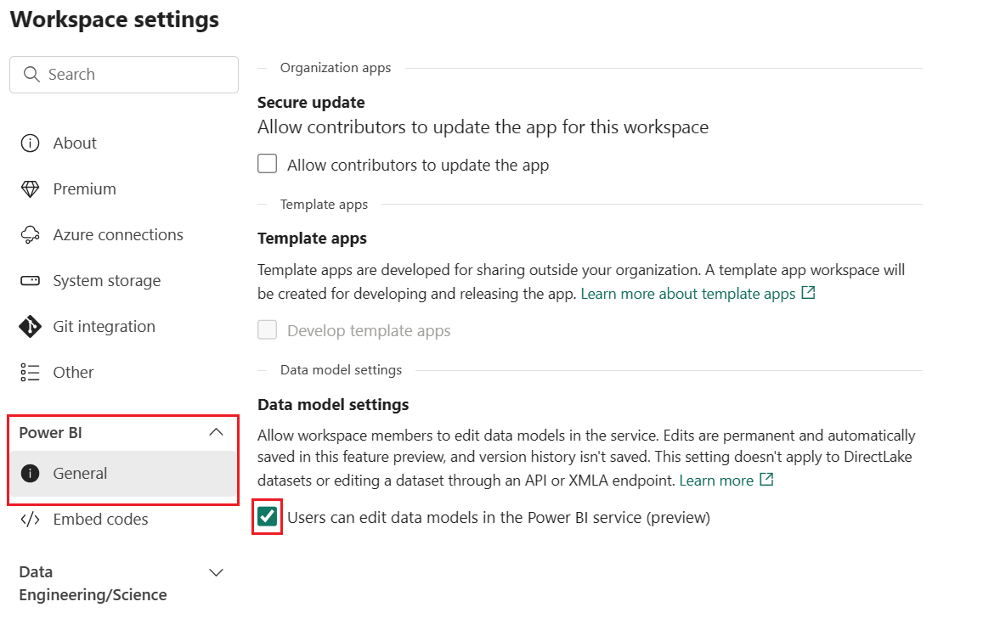 Workspace settings
Search
About
Premium
Azure connections
System storage
Git integration
Other
Power BI
General
Embed codes
Data
Engineering/Science
Organization apps
Secure update
Allow contributors to update the app for this workspace
Allow contributors to update the app
Template apps
Template apps
Template apps are developed for sharing outside your organization. A template app workspace will
be created for developing and releasing the app. Learn more about template apps
Develop template apps
Data model settings
Data model settings
Allow workspace members to edit data models in the service. Edits are permanent and automatically
saved in this feature preview, and version history isn't saved. This setting doesn't apply to DirectLake
datasets or editing a dataset through an API or XMLA endpoint. Learn more
Users can edit data models in the Power BI service (preview)